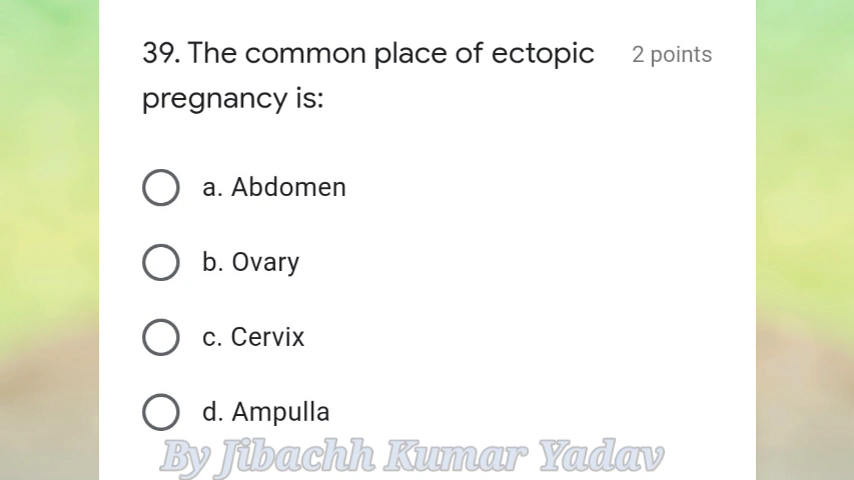 39. The common place of ectopic 2 points
pregnancy is:
a. Abdomen
b. Ovary
c. Cervix
d. Ampulla
By Jibachh Kumar Yadav